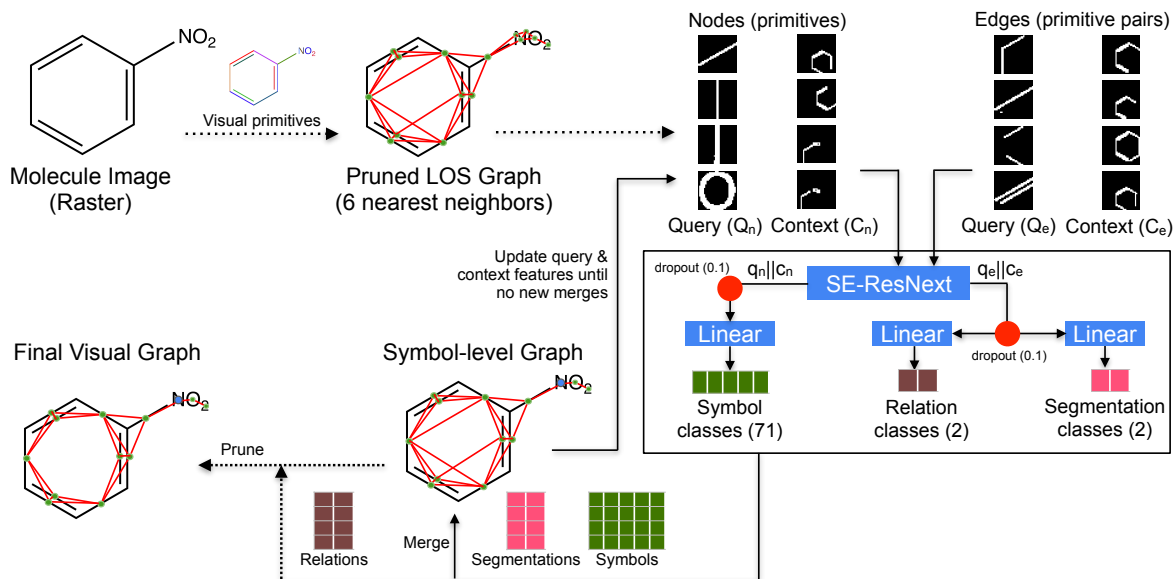 NO2
Molecule Image
(Raster)
NO2
Visual primitives
NO2
Pruned LOS Graph
(6 nearest neighbors)
Nodes (primitives)
Edges (primitive pairs)
Query (Qn)
Context (Cn)
Query (Qe)
Context (Ce)
Update query &
context features until
no new merges
dropout (0.1)
qn||cn
SE-ResNext
qe||ce
Linear
Linear
Linear
dropout (0.1)
Symbol
classes (71)
Relation
classes (2)
Segmentation
classes (2)
Final Visual Graph
NO2
Symbol-level Graph
NO2
Prune
Relations
Merge
Segmentations
Symbols